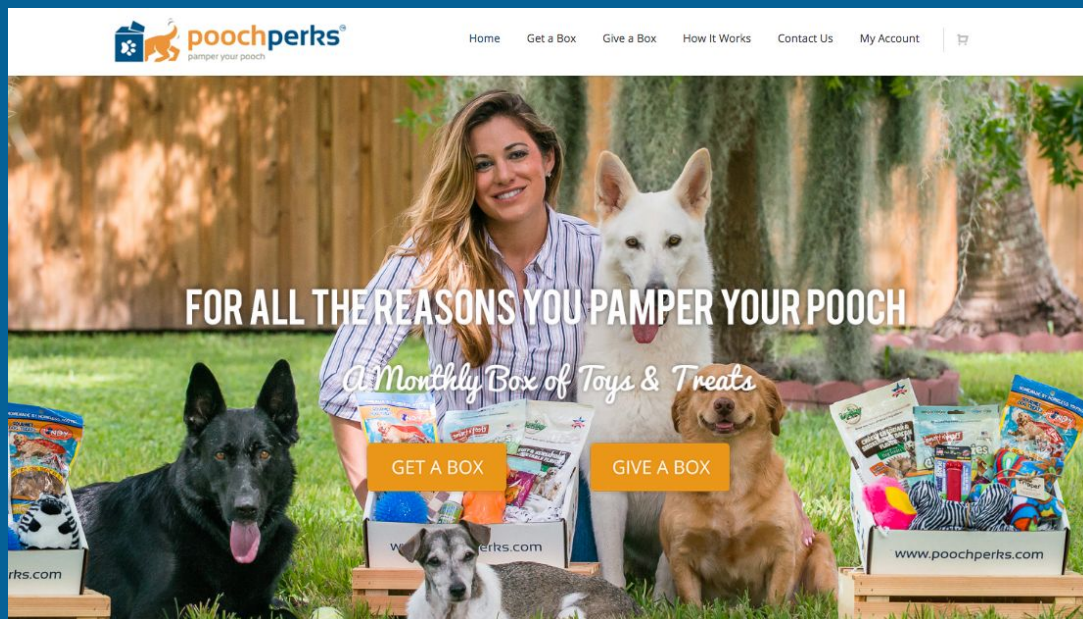 poochperks
pamper your pooch
Home
Get a Box
Give a Box
How It Works
Contact Us
My Account
FOR ALL THE REASONS YOU PAMPER YOUR POOCH
A Monthly Box of Toys & Treats
GET A BOX
GIVE A BOX
rks.com
erks.com
www.poochperks.com